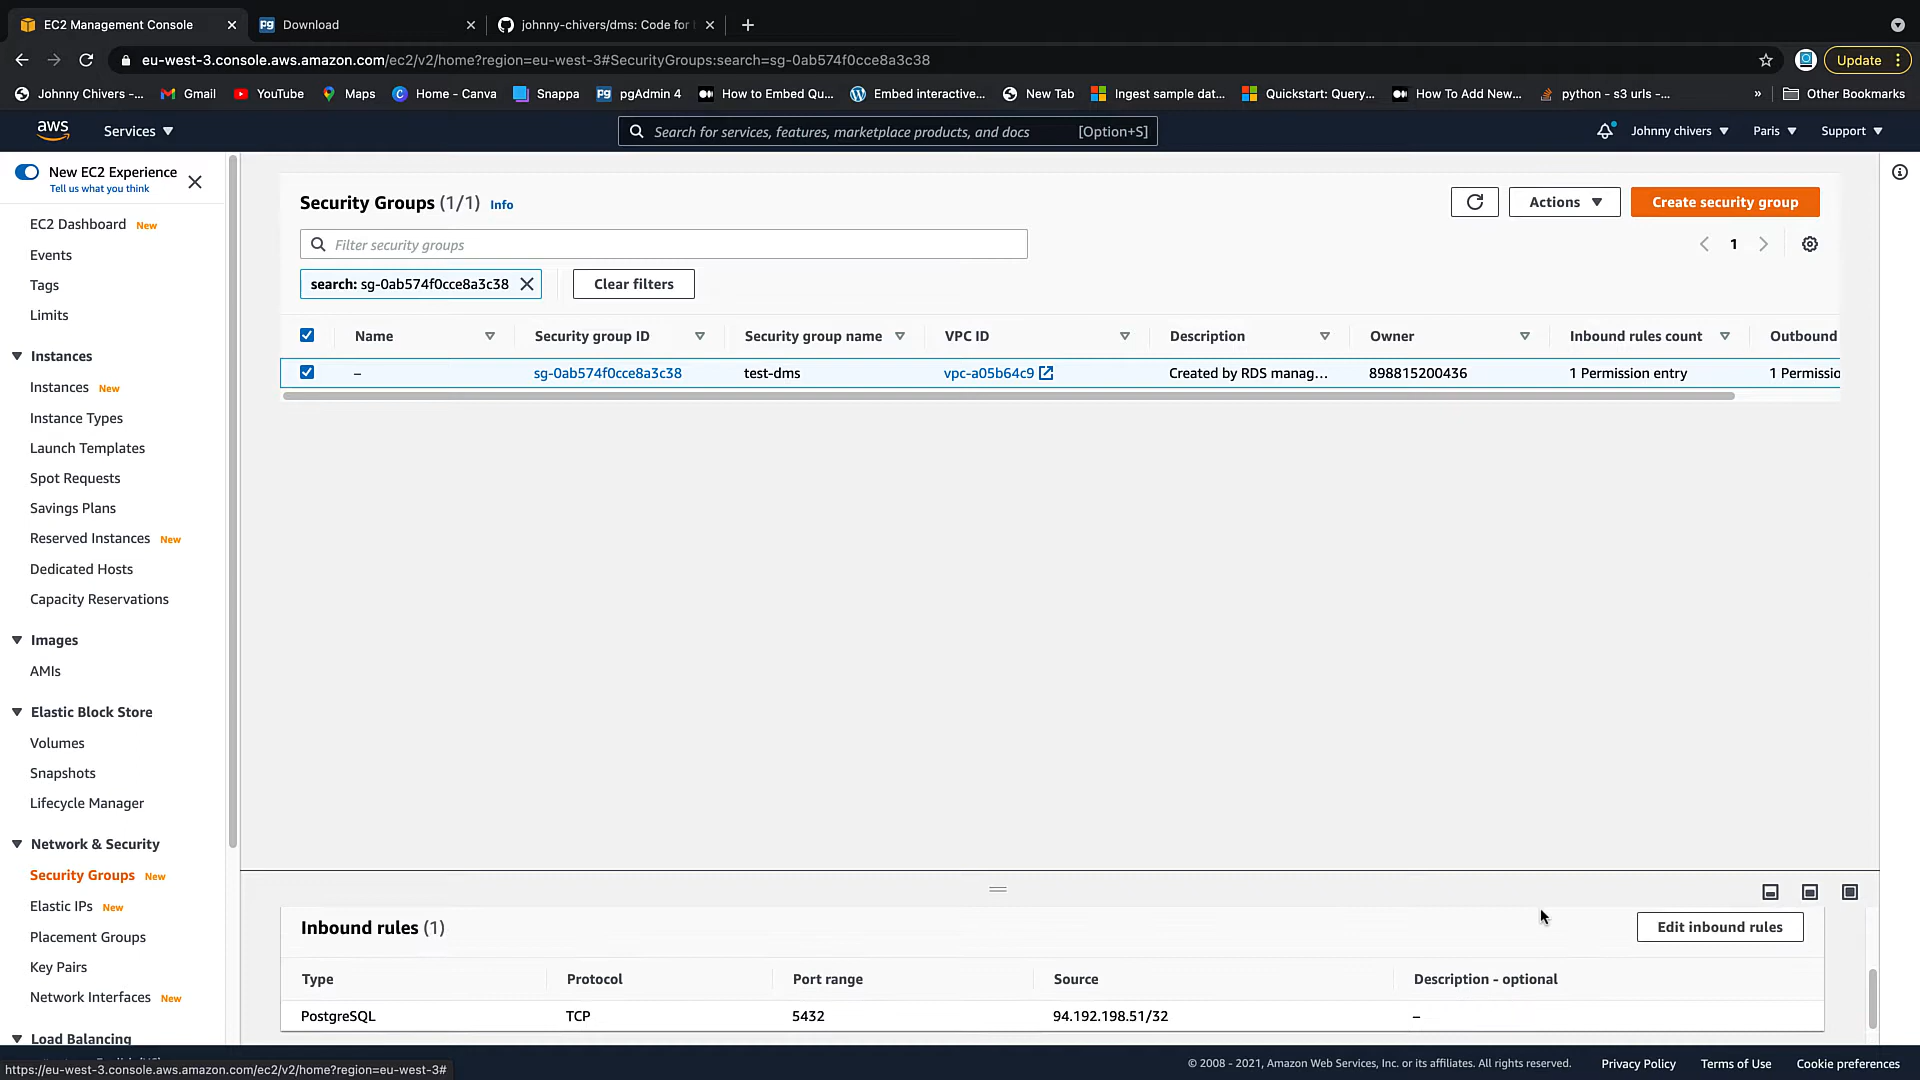 EC2 Management Console
Download
johnny-chivers/dms: Code for
eu-west-3.console.aws.amazon.com/ec2/v2/home?region=eu-west-3#SecurityGroups:search=sg-0ab574f0cce8a3c38
Update
Johnny Chivers -...
Gmail
YouTube
Maps
Home - Canva
Snappa
pgAdmin 4
How to Embed Qu...
Embed interactive...
New Tab
Ingest sample dat...
Quickstart: Query...
How To Add New...
python - s3 urls -...
»
Other Bookmarks
aws
Services
Search for services, features, marketplace products, and docs
[Option+S]
Johnny chivers
Paris
Support
New EC2 Experience
Tell us what you think
EC2 Dashboard New
Events
Tags
Limits
Instances
Instances New
Instance Types
Launch Templates
Spot Requests
Savings Plans
Reserved Instances New
Dedicated Hosts
Capacity Reservations
Images
AMIs
Elastic Block Store
Volumes
Snapshots
Lifecycle Manager
Network & Security
Security Groups New
Elastic IPs New
Placement Groups
Key Pairs
Network Interfaces New
Load Balancing
https://eu-west-3.console.aws.amazon.com/ec2/v2/home?region=eu-west-3#
Security Groups (1/1) Info
Actions
Create security group
Filter security groups
1
search: sg-0ab574f0cce8a3c38
Clear filters
Name Security group ID Security group name VPC ID Description Owner Inbound rules count Outbound
– sg-0ab574f0cce8a3c38 test-dms vpc-a05b64c9 Created by RDS manag... 898815200436 1 Permission entry 1 Permissio
Inbound rules (1)
Edit inbound rules
Type Protocol Port range Source Description - optional
PostgreSQL TCP 5432 94.192.198.51/32 –
© 2008 - 2021, Amazon Web Services, Inc. or its affiliates. All rights reserved.
Privacy Policy
Terms of Use
Cookie preferences